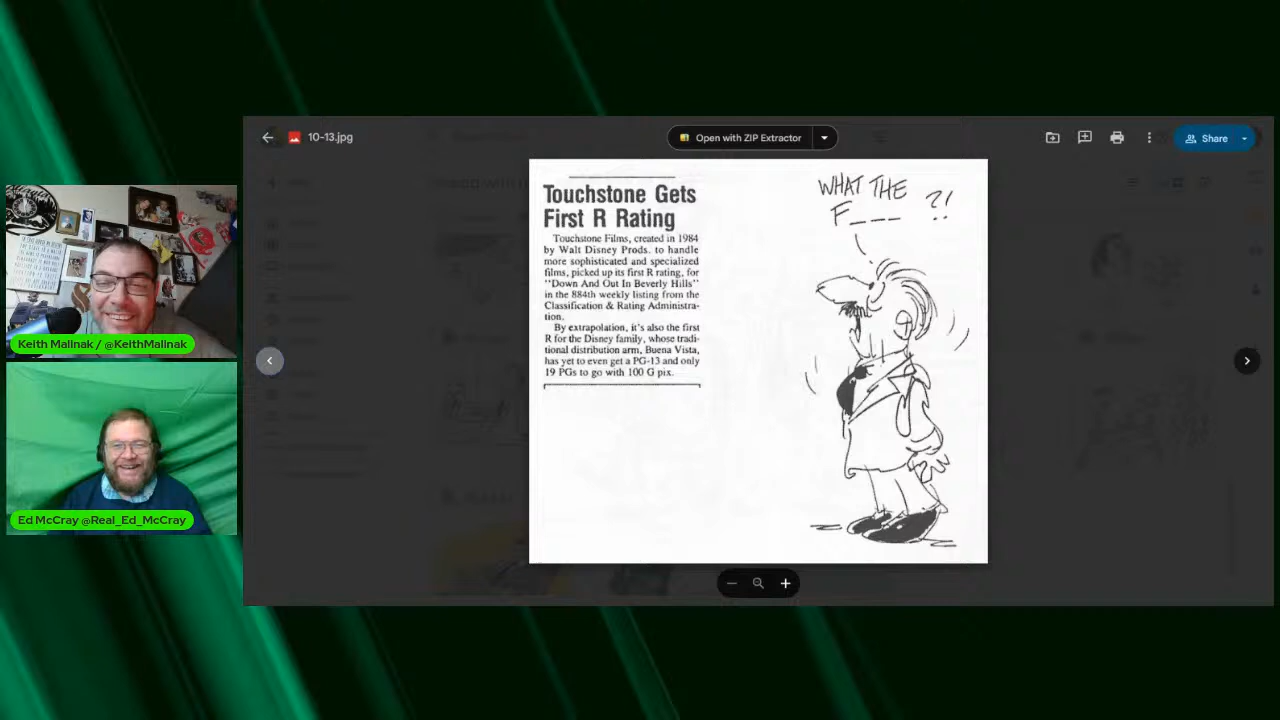 10-13.jpg
Open with ZIP Extractor
Share
Touchstone Gets
First R Rating
Touchstone Films, created in 1984
by Walt Disney Prods. to handle
more sophisticated and specialized
films, picked up its first R rating, for
"Down And Out In Beverly Hills"
in the 884th weekly listing from the
Classification & Rating Administra-
tion.
By extrapolation, it's also the first
R for the Disney family, whose tradi-
tional distribution arm, Buena Vista,
has yet to even get a PG-13 and only
19 PGs to go with 100 G pix.
WHAT THE
F___ ?!
Keith Malinak / @KeithMalinak
Ed McCray @Real_Ed_McCray